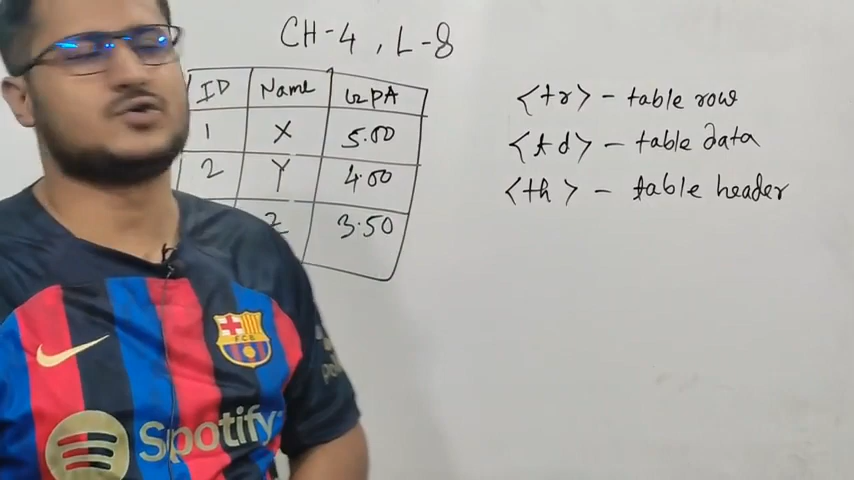 CH-4, L-8
ID Name GPA
1 X 5.00
2 Y 4.00
Z 3.50
<tr> - table row
<td> - table data
<th> - table header
FCB
Spotify